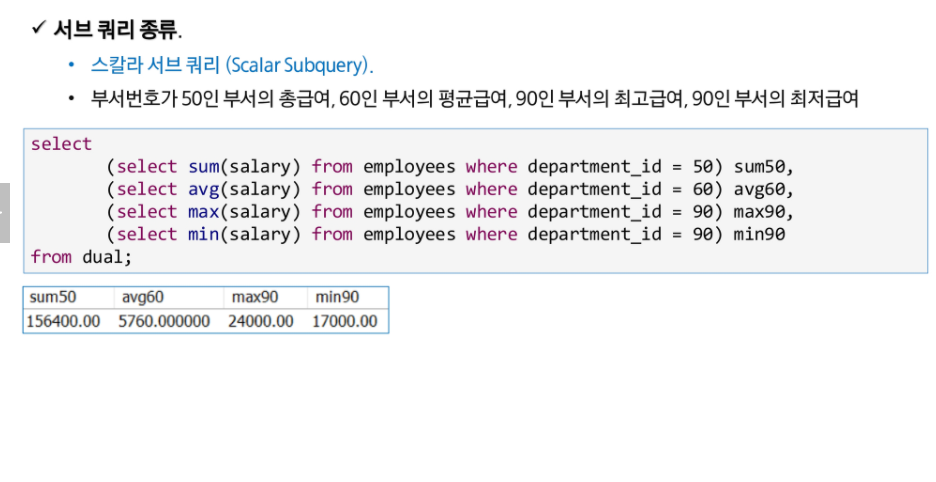 ✓ 서브 쿼리 종류.
• 스칼라 서브 쿼리 (Scalar Subquery).
• 부서번호가 50인 부서의 총급여, 60인 부서의 평균급여, 90인 부서의 최고급여, 90인 부서의 최저급여
select
(select sum(salary) from employees where department_id = 50) sum50,
(select avg(salary) from employees where department_id = 60) avg60,
(select max(salary) from employees where department_id = 90) max90,
(select min(salary) from employees where department_id = 90) min90
from dual;
sum50 avg60 max90 min90
156400.00 5760.000000 24000.00 17000.00